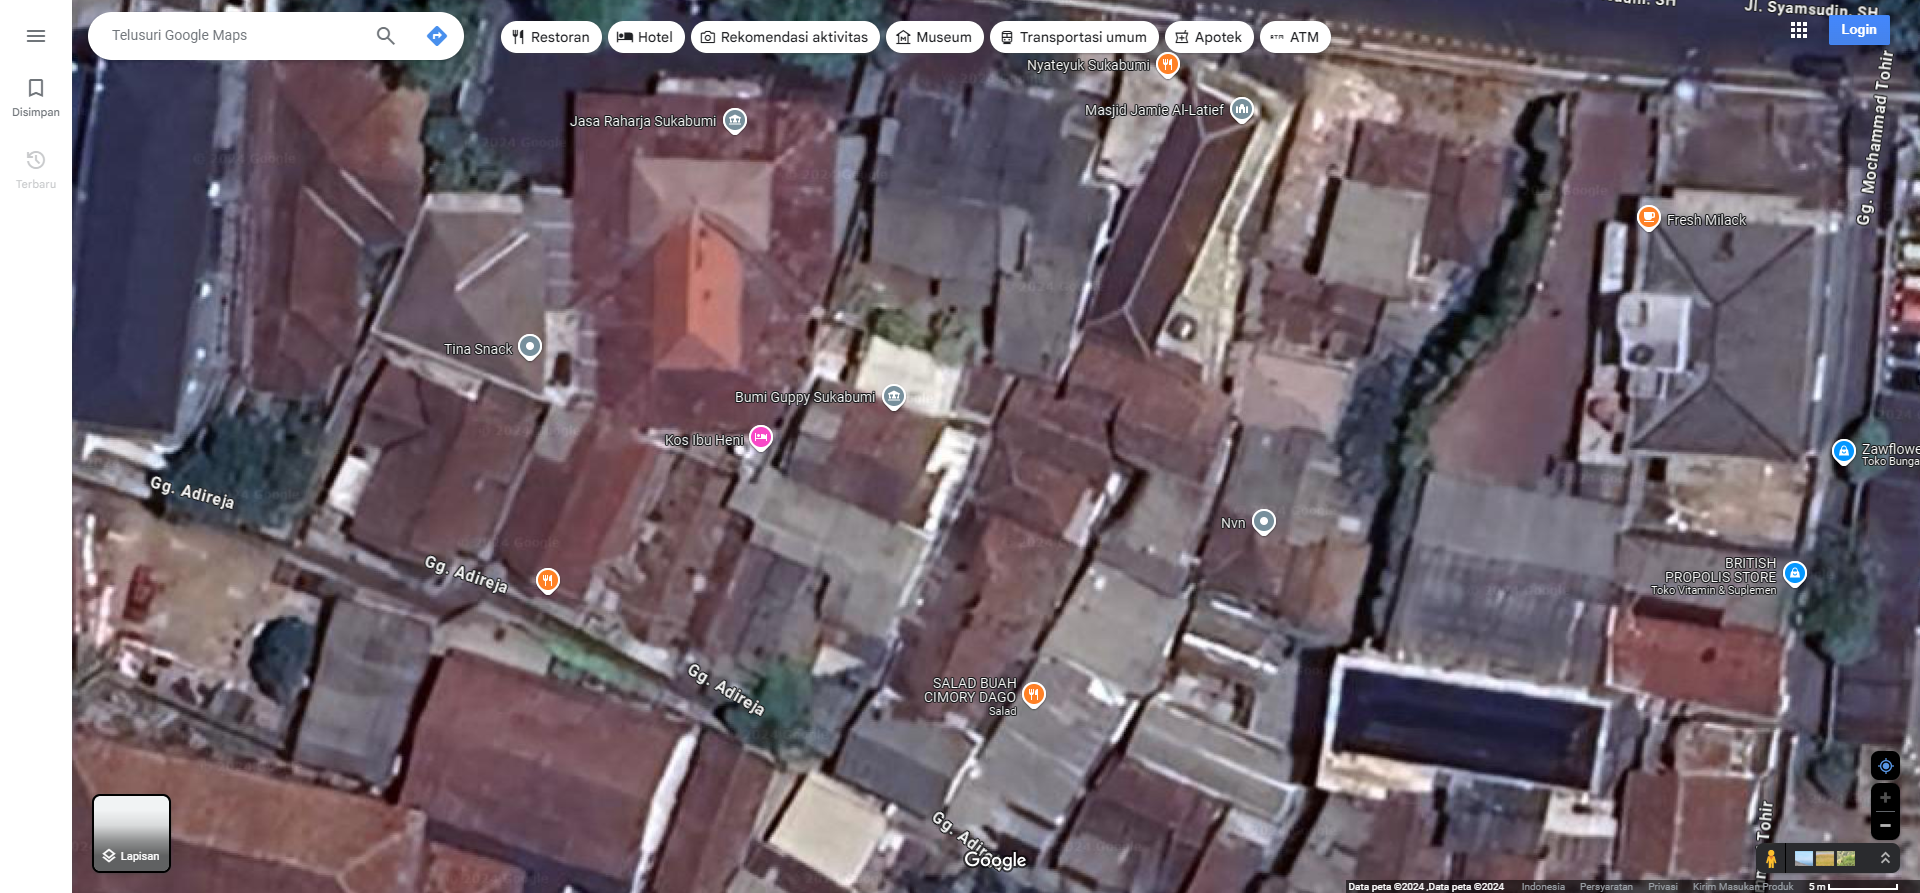 Telusuri Google Maps
Restoran
Hotel
Rekomendasi aktivitas
Museum
Transportasi umum
Apotek
ATM
Login
Jl. Syamsudin. SH
Disimpan
Terbaru
Nyateyuk Sukabumi
Jasa Raharja Sukabumi
Masjid Jamie Al-Latief
Gg. Mochammad Tohir
Fresh Milack
Tina Snack
Bumi Guppy Sukabumi
Kos Ibu Heni
Zawflowe
Toko Bunga
Gg. Adireja
Nvn
Gg. Adireja
BRITISH
PROPOLIS STORE
Toko Vitamin & Suplemen
Gg. Adireja
SALAD BUAH
CIMORY DAGO
Salad
Gg. Adire
Tohir
Lapisan
Google
Data peta ©2024 ,Data peta ©2024
Indonesia
Persyaratan
Privasi
Kirim Masukan Produk
5 m